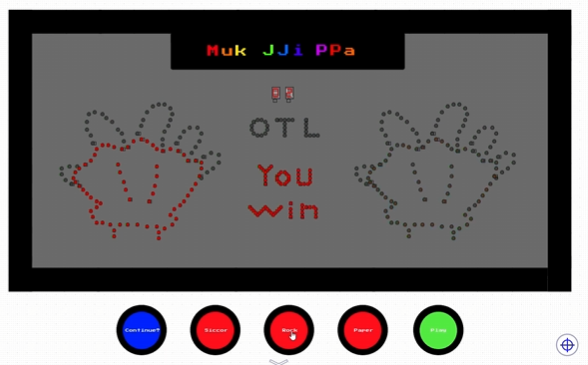 Muk JJi PPa
OTL
You
win
Continue?
Siccor
Rock
Paper
Play